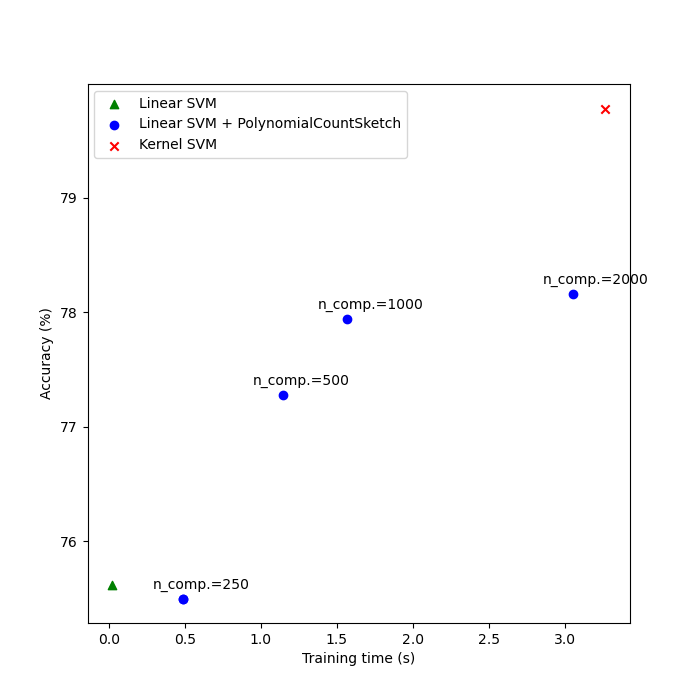 Linear SVM
Linear SVM + PolynomialCountSketch
Kernel SVM
79
n_comp.=2000
78
n_comp.=1000
n_comp.=500
77
76
n_comp.=250
Accuracy (%)
0.0 0.5 1.0 1.5 2.0 2.5 3.0
Training time (s)